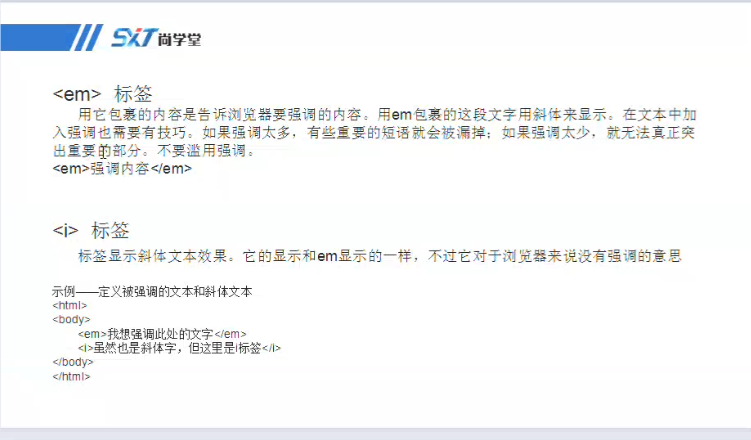 SXT尚学堂
<em> 标签
用它包裹的内容是告诉浏览器要强调的内容。用em包裹的这段文字用斜体来显示。在文本中加
入强调也需要有技巧。如果强调太多，有些重要的短语就会被漏掉；如果强调太少，就无法真正突
出重要的部分。不要滥用强调。
<em>强调内容</em>
<i> 标签
标签显示斜体文本效果。它的显示和em显示的一样，不过它对于浏览器来说没有强调的意思
示例——定义被强调的文本和斜体文本
<html>
<body>
<em>我想强调此处的文字</em>
<i>虽然也是斜体字，但这里是i标签</i>
</body>
</html>